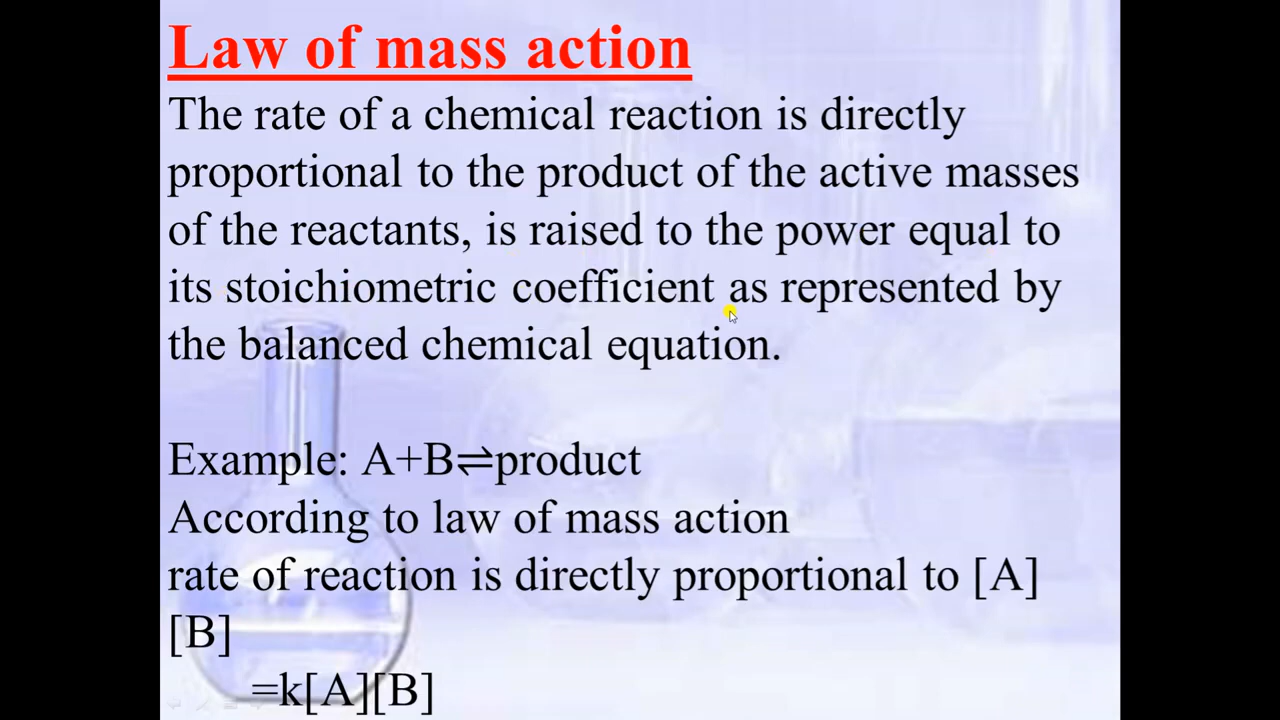 Law of mass action
The rate of a chemical reaction is directly
proportional to the product of the active masses
of the reactants, is raised to the power equal to
its stoichiometric coefficient as represented by
the balanced chemical equation.
Example: A+B⇌product
According to law of mass action
rate of reaction is directly proportional to [A]
[B]
=k[A][B]